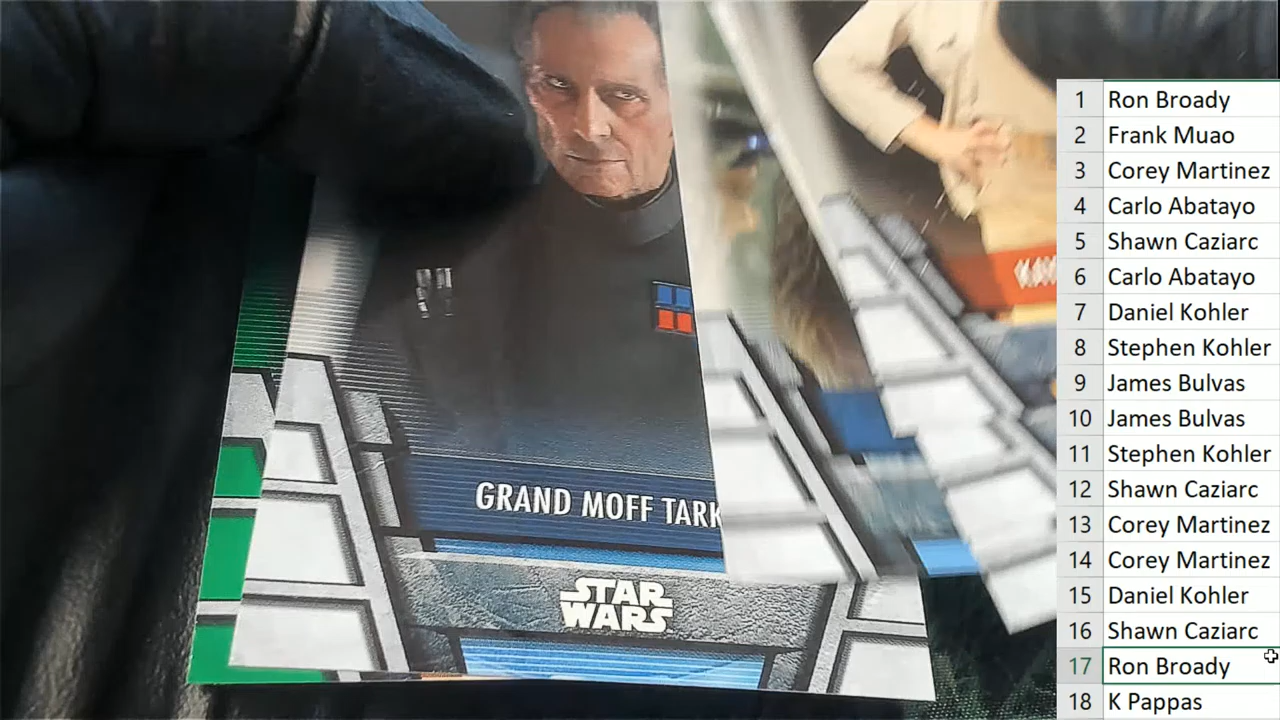 GRAND MOFF TARK
STAR
WARS
1 Ron Broady
2 Frank Muao
3 Corey Martinez
4 Carlo Abatayo
5 Shawn Caziarc
6 Carlo Abatayo
7 Daniel Kohler
8 Stephen Kohler
9 James Bulvas
10 James Bulvas
11 Stephen Kohler
12 Shawn Caziarc
13 Corey Martinez
14 Corey Martinez
15 Daniel Kohler
16 Shawn Caziarc
17 Ron Broady
18 K Pappas